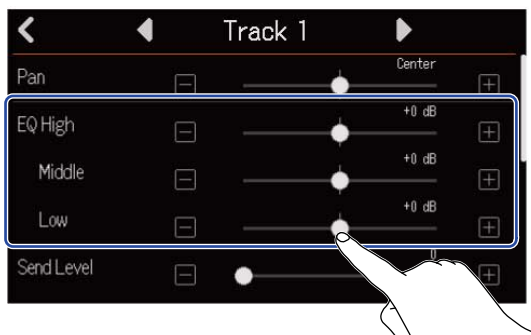 Track 1
Pan Center
EQ High +0 dB
Middle +0 dB
Low +0 dB
Send Level 0